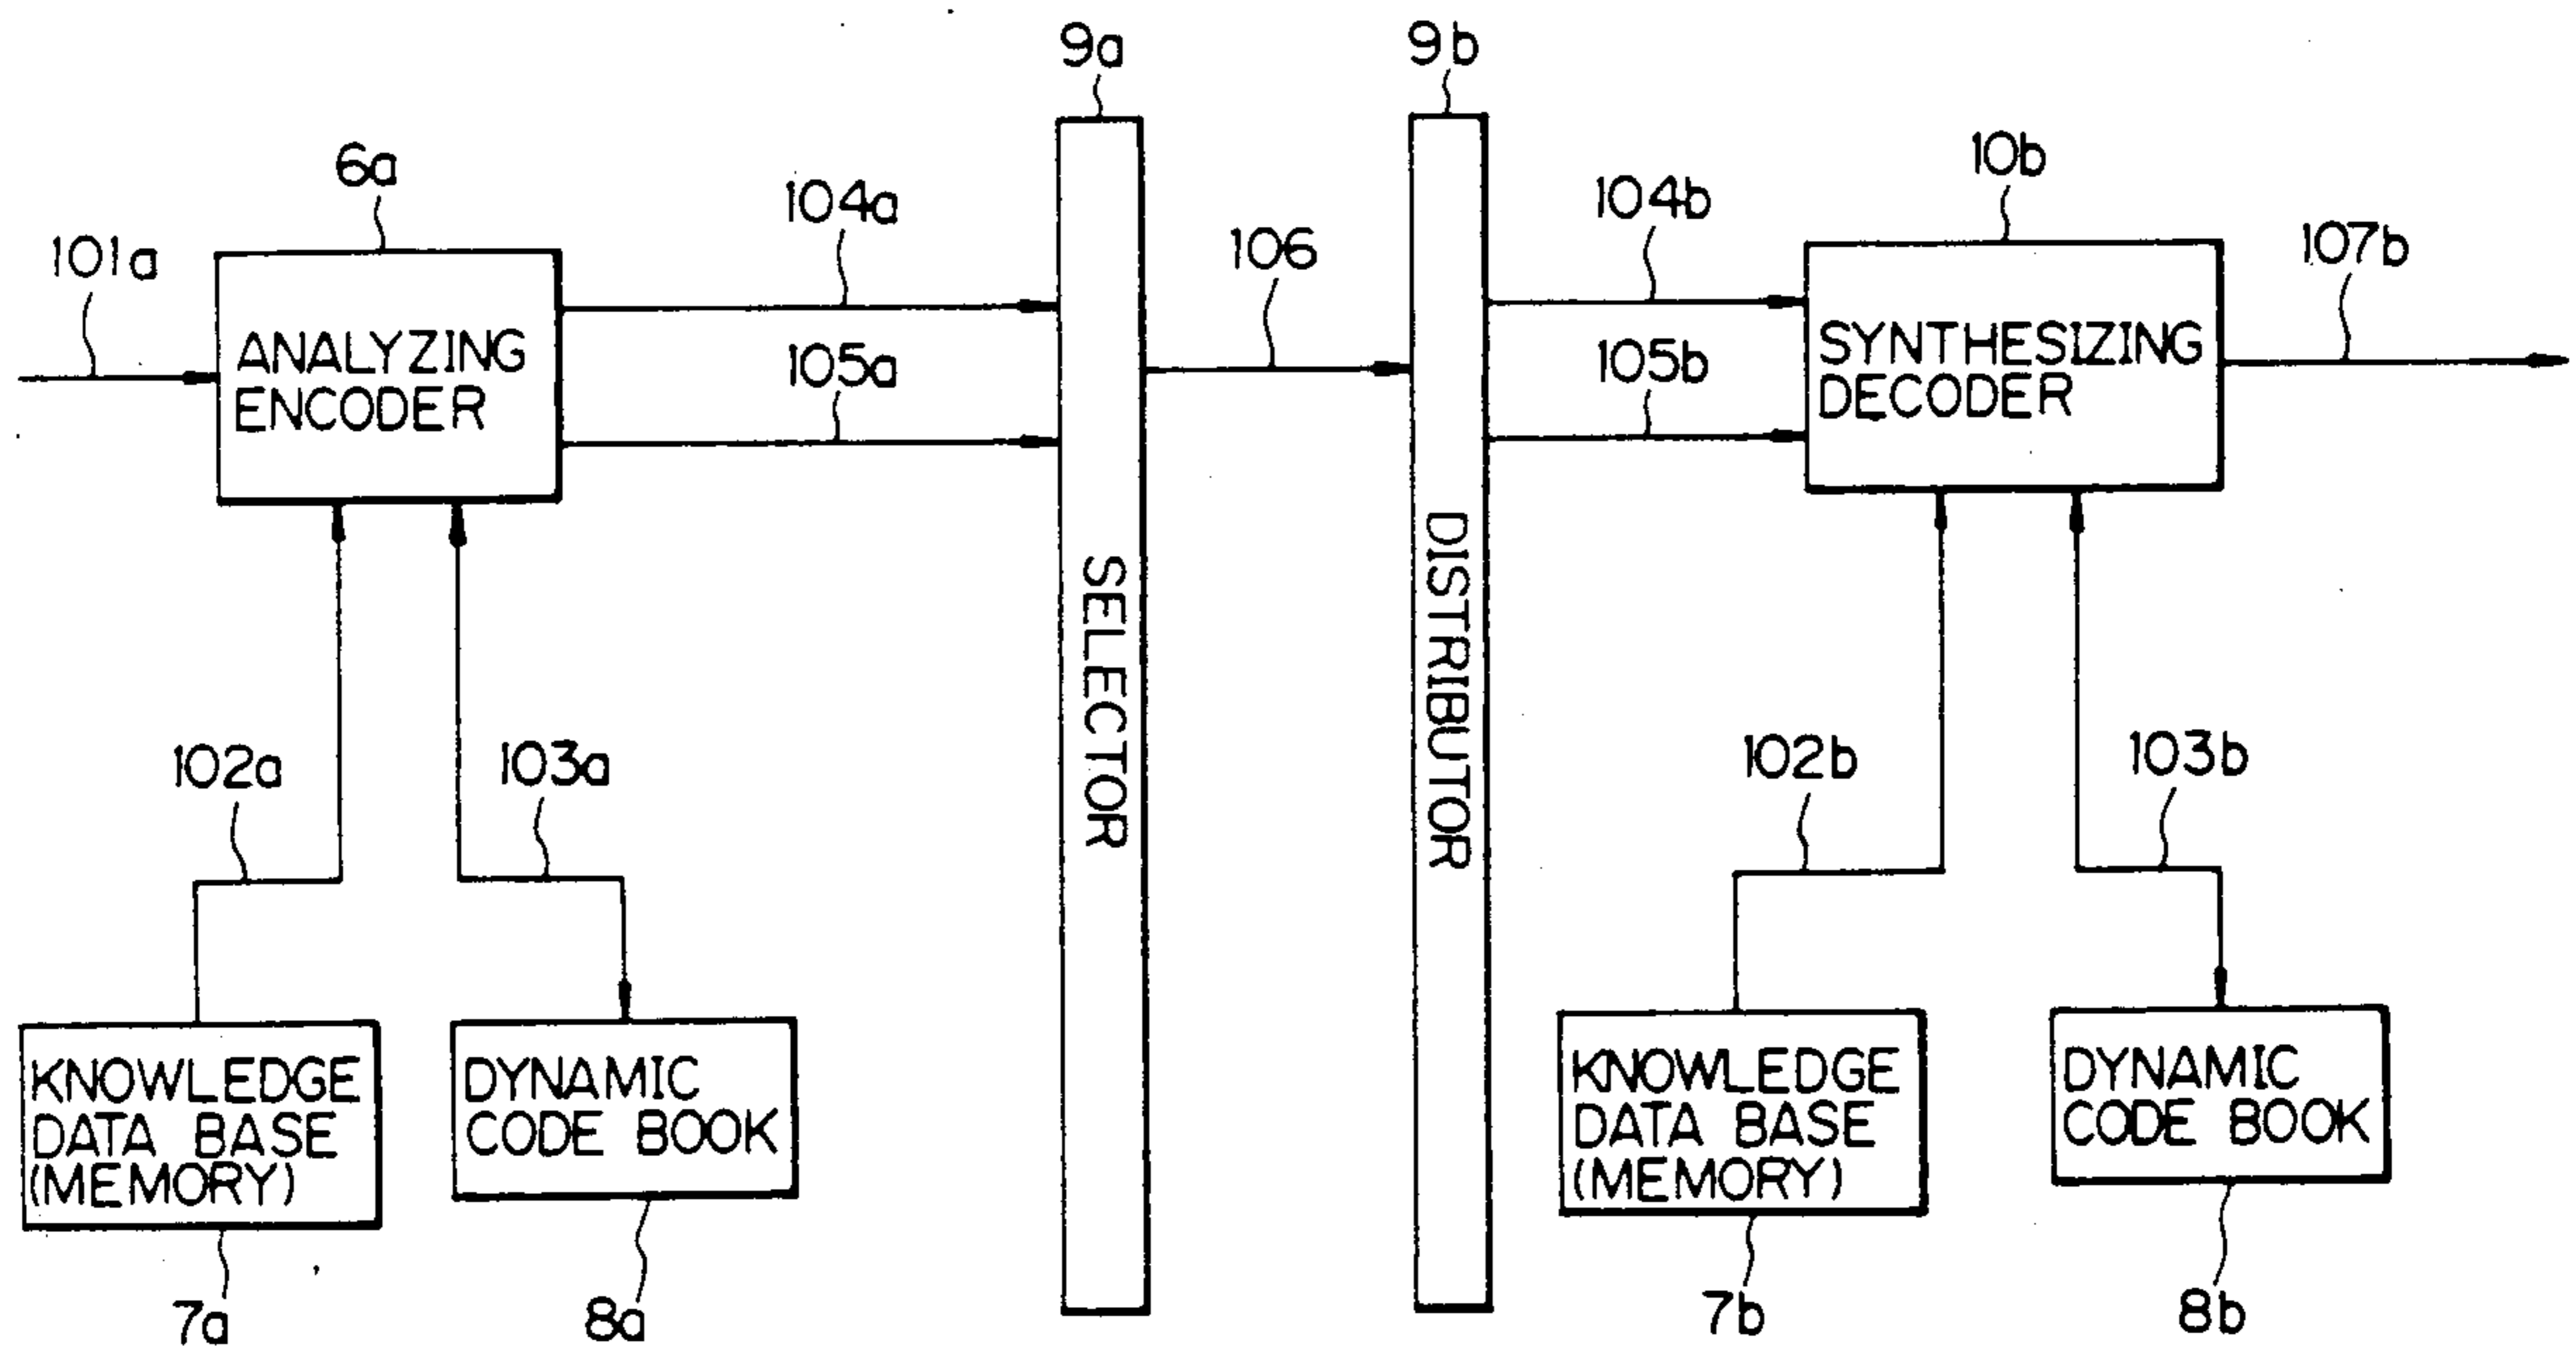 9a
9b
6a
10b
101a
104a
106
104b
107b
ANALYZING
ENCODER
105a
105b
SYNTHESIZING
DECODER
SELECTOR
DISTRIBUTOR
102a
103a
102b
103b
KNOWLEDGE
DATA BASE
(MEMORY)
DYNAMIC
CODE BOOK
KNOWLEDGE
DATA BASE
(MEMORY)
DYNAMIC
CODE BOOK
7a
8a
7b
8b